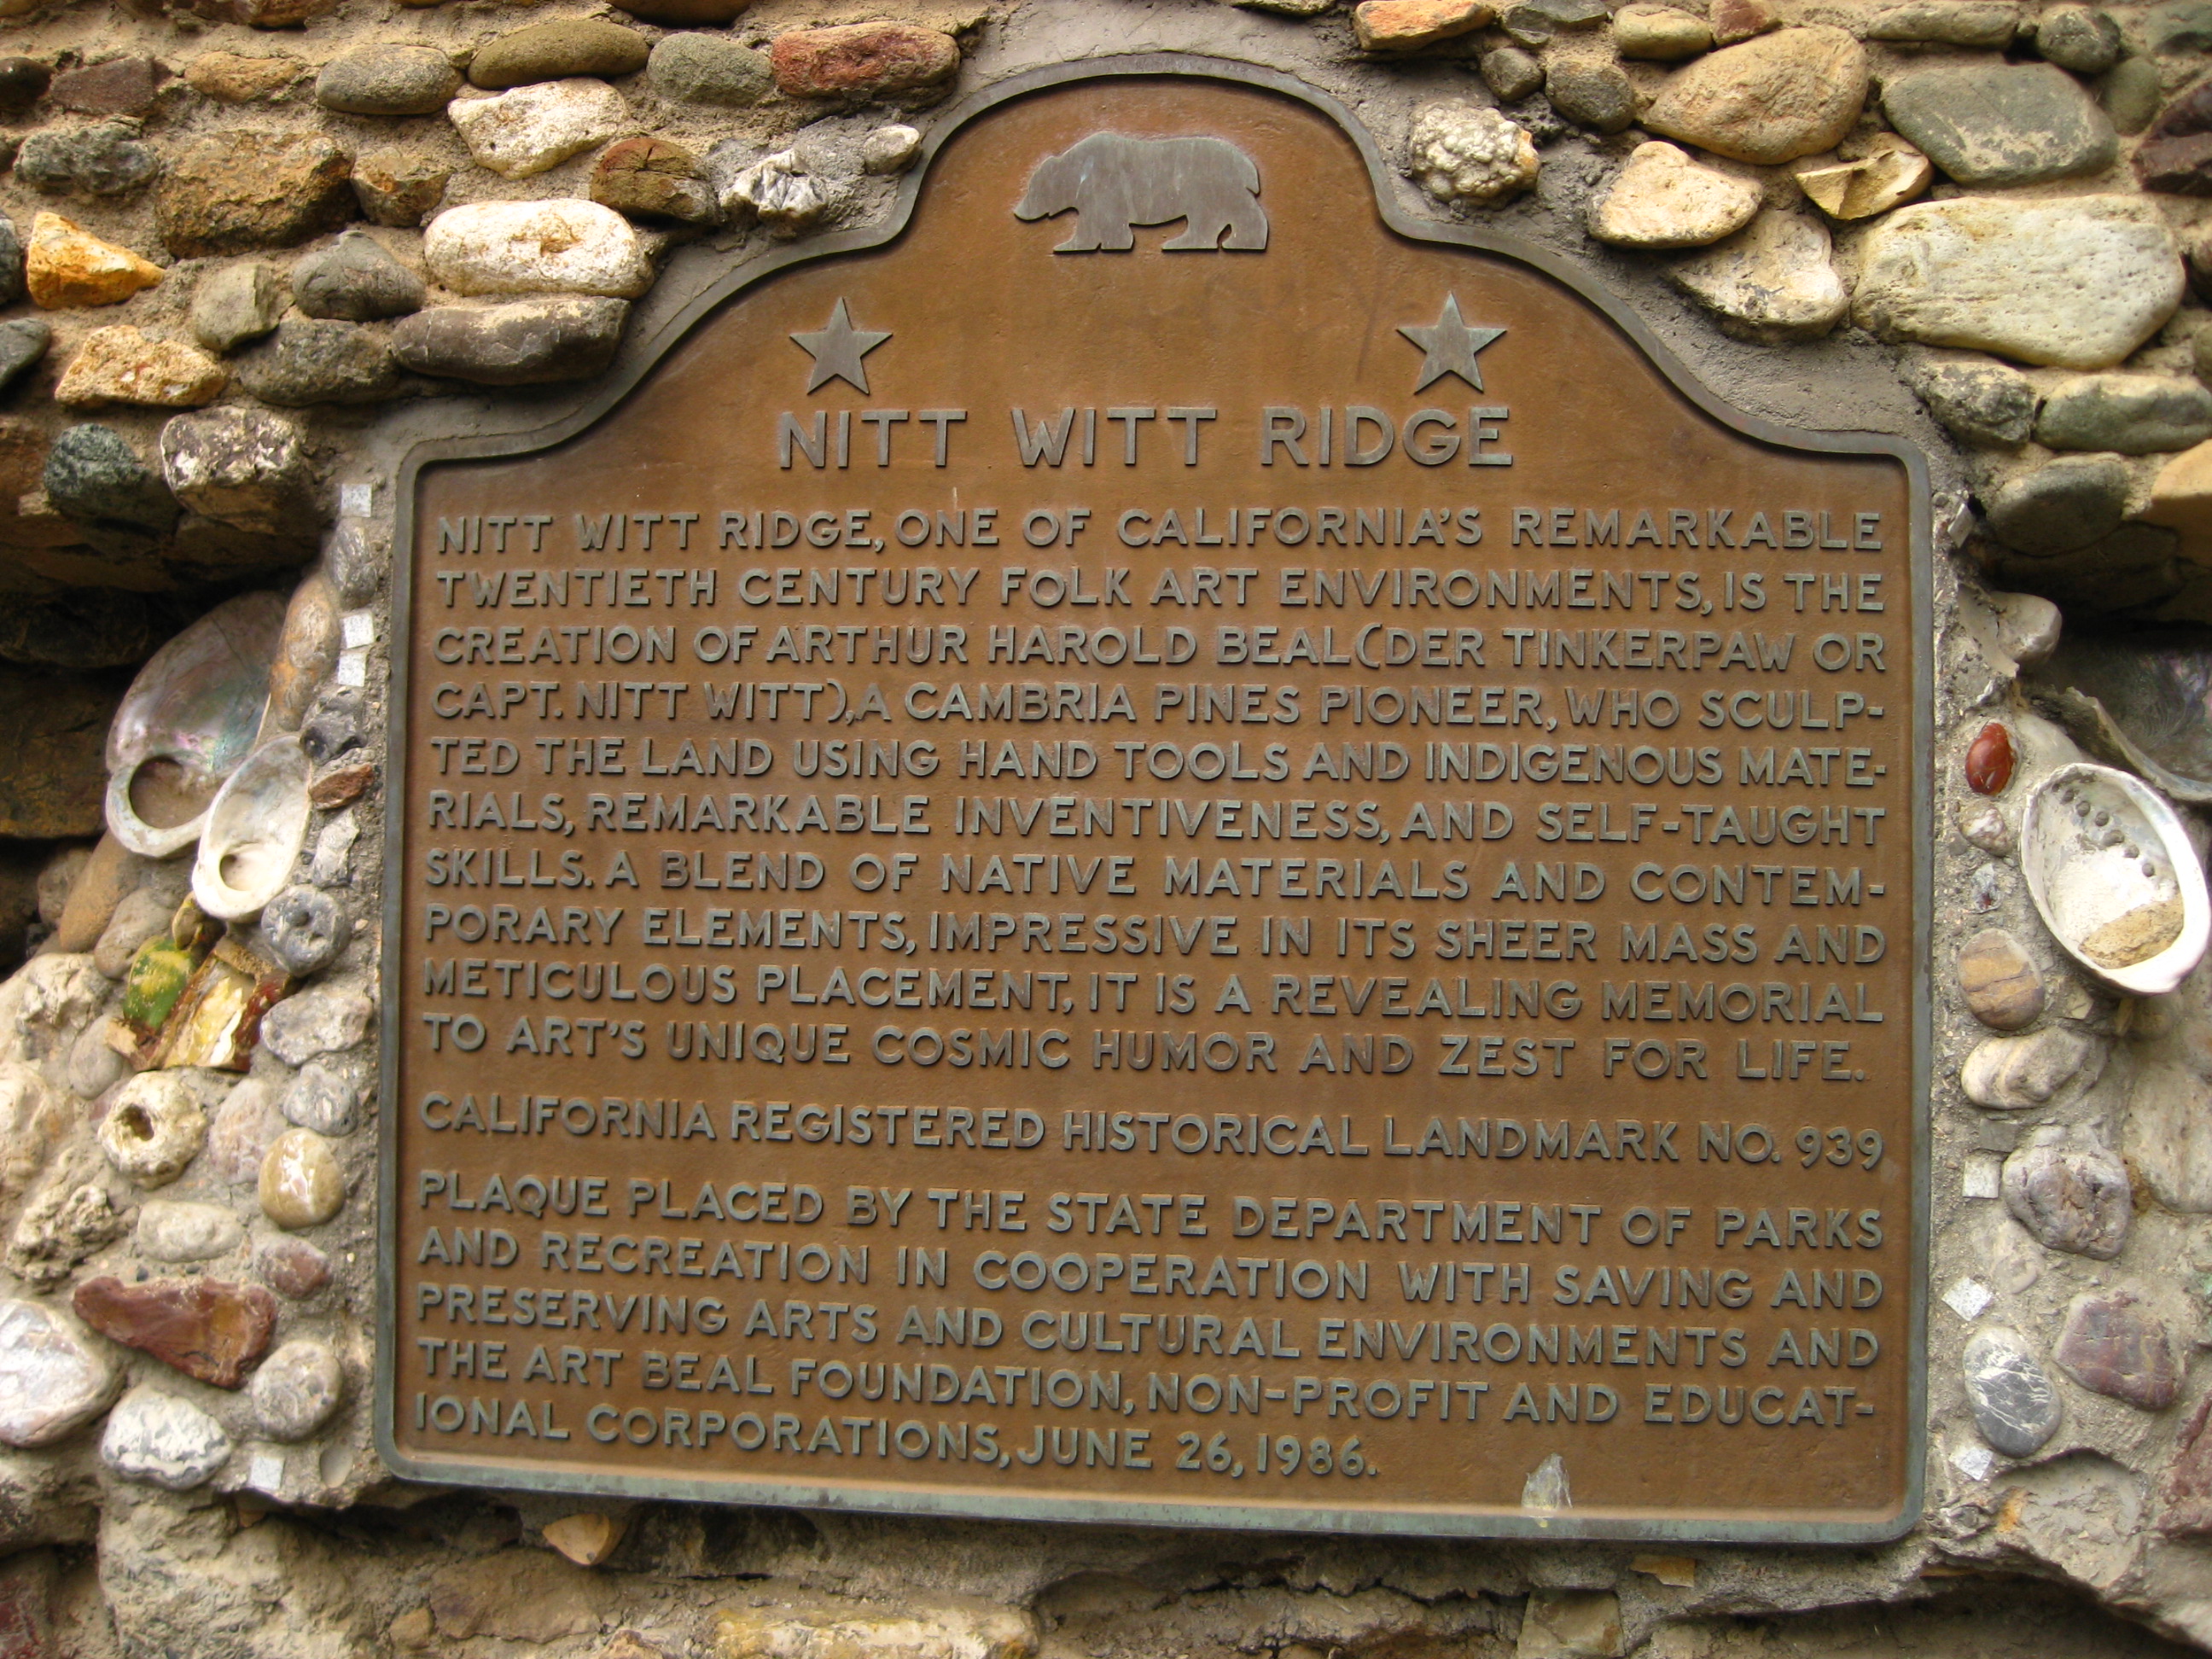 NITT WITT RIDGE
NITT WITT RIDGE, ONE OF CALIFORNIA'S REMARKABLE
TWENTIETH CENTURY FOLK ART ENVIRONMENTS, IS THE
CREATION OF ARTHUR HAROLD BEAL(DER TINKERPAW OR
CAPT. NITT WITT), A CAMBRIA PINES PIONEER, WHO SCULP-
TED THE LAND USING HAND TOOLS AND INDIGENOUS MATE-
RIALS, REMARKABLE INVENTIVENESS, AND SELF-TAUGHT
SKILLS. A BLEND OF NATIVE MATERIALS AND CONTEM-
PORARY ELEMENTS, IMPRESSIVE IN ITS SHEER MASS AND
METICULOUS PLACEMENT, IT IS A REVEALING MEMORIAL
TO ART'S UNIQUE COSMIC HUMOR AND ZEST FOR LIFE.
CALIFORNIA REGISTERED HISTORICAL LANDMARK NO. 939
PLAQUE PLACED BY THE STATE DEPARTMENT OF PARKS
AND RECREATION IN COOPERATION WITH SAVING AND
PRESERVING ARTS AND CULTURAL ENVIRONMENTS AND
THE ART BEAL FOUNDATION, NON-PROFIT AND EDUCAT-
IONAL CORPORATIONS, JUNE 26, 1986.